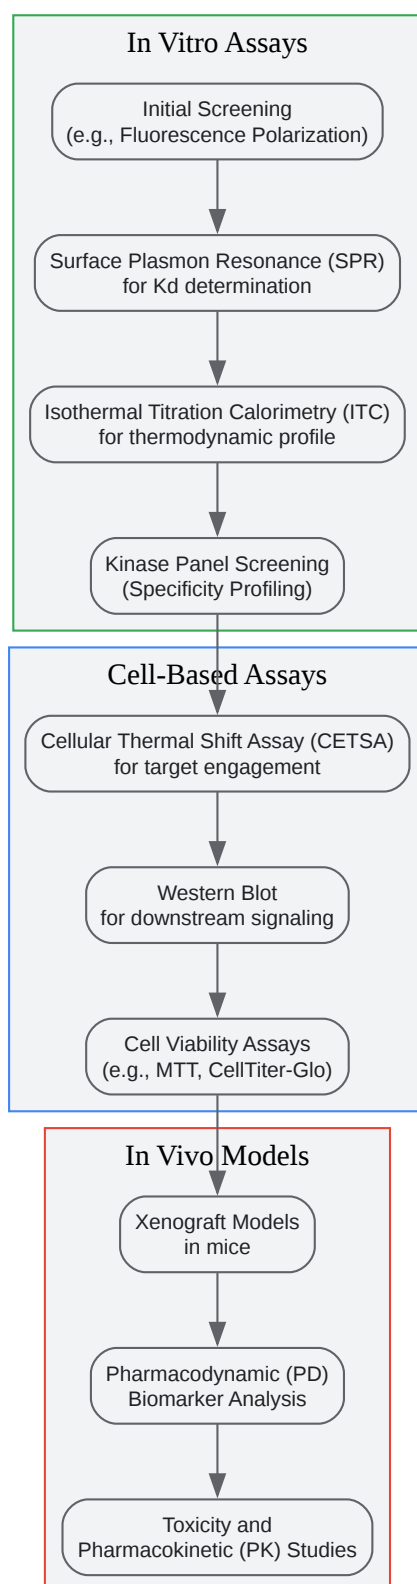 In Vitro Assays
Initial Screening
(e.g., Fluorescence Polarization)
Surface Plasmon Resonance (SPR)
for Kd determination
Isothermal Titration Calorimetry (ITC)
for thermodynamic profile
Kinase Panel Screening
(Specificity Profiling)
Cell-Based Assays
Cellular Thermal Shift Assay (CETSA)
for target engagement
Western Blot
for downstream signaling
Cell Viability Assays
(e.g., MTT, CellTiter-Glo)
In Vivo Models
Xenograft Models
in mice
Pharmacodynamic (PD)
Biomarker Analysis
Toxicity and
Pharmacokinetic (PK) Studies